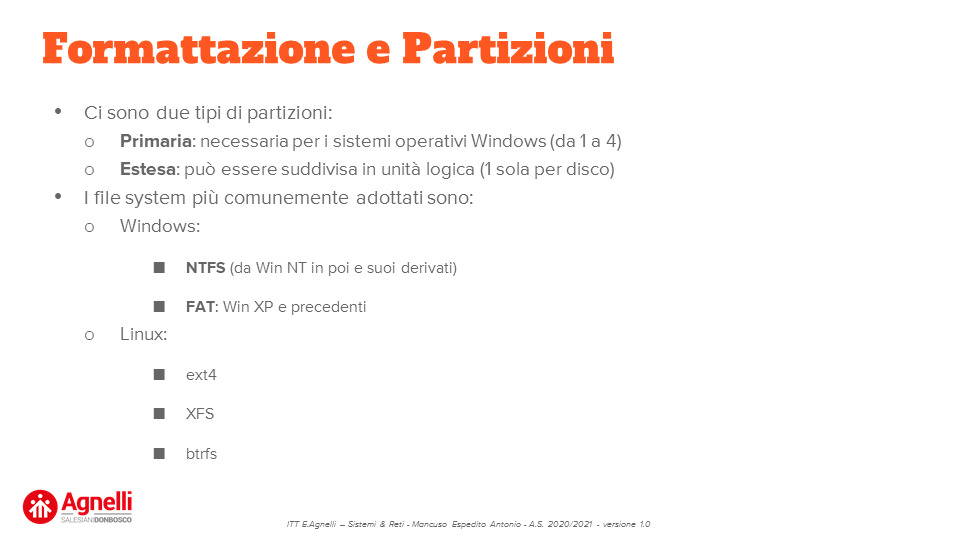 Formattazione e Partizioni
• Ci sono due tipi di partizioni:
o Primaria: necessaria per i sistemi operativi Windows (da 1 a 4)
o Estesa: può essere suddivisa in unità logica (1 sola per disco)
• I file system più comunemente adottati sono:
o Windows:
■ NTFS (da Win NT in poi e suoi derivati)
■ FAT: Win XP e precedenti
o Linux:
■ ext4
■ XFS
■ btrfs
Agnelli
SALESIANIDONBOSCO
ITT E.Agnelli – Sistemi & Reti - Mancuso Espedito Antonio - A.S. 2020/2021 - versione 1.0